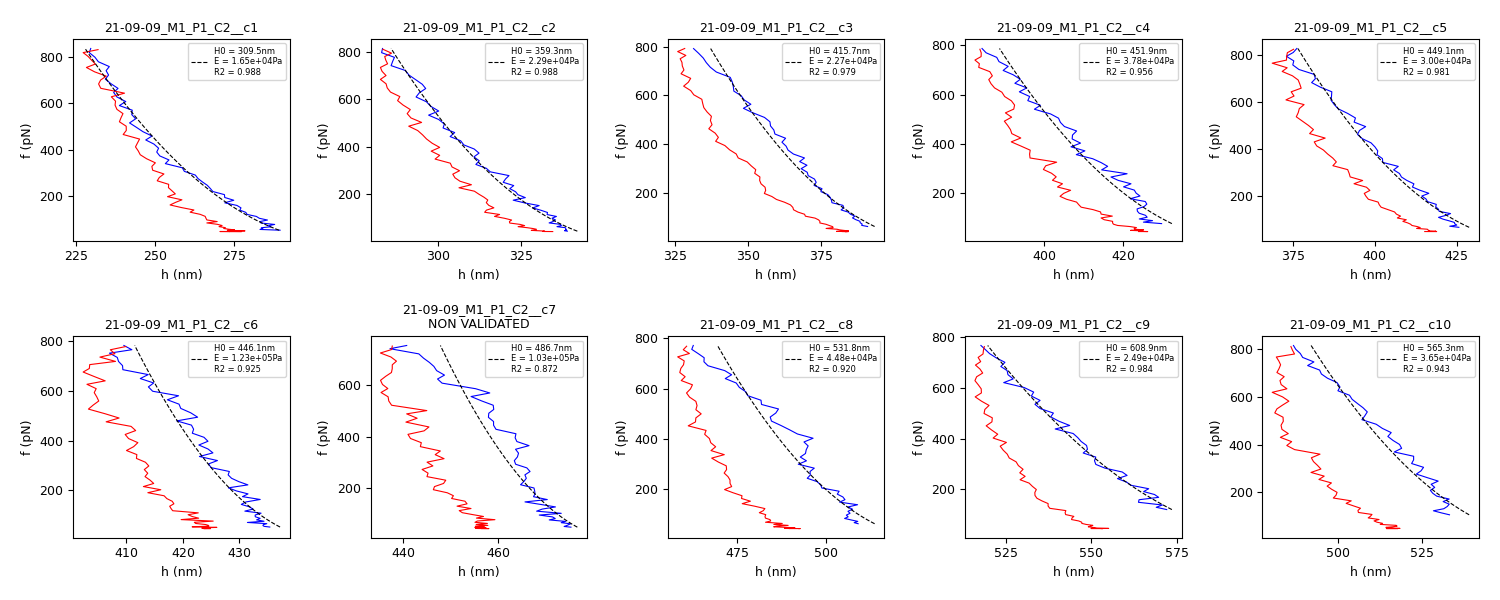 21-09-09_M1_P1_C2__c1
H0 = 309.5nm
E = 1.65e+04Pa
R2 = 0.988
f (pN)
800
600
400
200
225 250 275
h (nm)
21-09-09_M1_P1_C2__c2
H0 = 359.3nm
E = 2.29e+04Pa
R2 = 0.988
f (pN)
800
600
400
200
300 325
h (nm)
21-09-09_M1_P1_C2__c3
H0 = 415.7nm
E = 2.27e+04Pa
R2 = 0.979
f (pN)
800
600
400
200
325 350 375
h (nm)
21-09-09_M1_P1_C2__c4
H0 = 451.9nm
E = 3.78e+04Pa
R2 = 0.956
f (pN)
800
600
400
200
400 420
h (nm)
21-09-09_M1_P1_C2__c5
H0 = 449.1nm
E = 3.00e+04Pa
R2 = 0.981
f (pN)
800
600
400
200
375 400 425
h (nm)
21-09-09_M1_P1_C2__c6
H0 = 446.1nm
E = 1.23e+05Pa
R2 = 0.925
f (pN)
800
600
400
200
410 420 430
h (nm)
21-09-09_M1_P1_C2__c7
NON VALIDATED
H0 = 486.7nm
E = 1.03e+05Pa
R2 = 0.872
f (pN)
600
400
200
440 460
h (nm)
21-09-09_M1_P1_C2__c8
H0 = 531.8nm
E = 4.48e+04Pa
R2 = 0.920
f (pN)
800
600
400
200
475 500
h (nm)
21-09-09_M1_P1_C2__c9
H0 = 608.9nm
E = 2.49e+04Pa
R2 = 0.984
f (pN)
800
600
400
200
525 550 575
h (nm)
21-09-09_M1_P1_C2__c10
H0 = 565.3nm
E = 3.65e+04Pa
R2 = 0.943
f (pN)
800
600
400
200
500 525
h (nm)